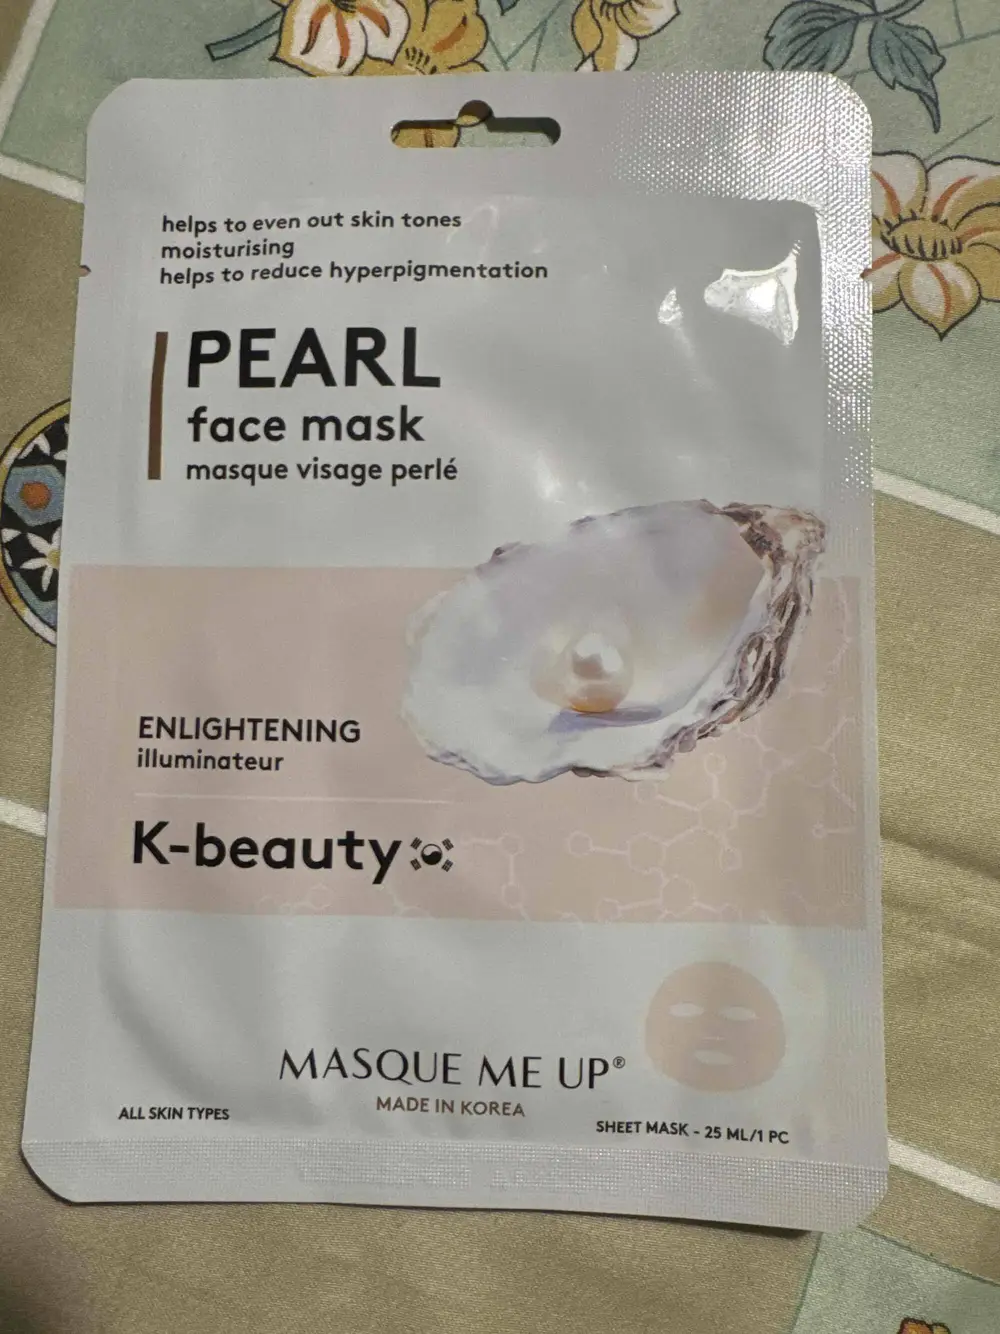 helps to even out skin tones
moisturising
helps to reduce hyperpigmentation
PEARL
face mask
masque visage perlé
ENLIGHTENING
illuminateur
K-beauty
MASQUE ME UP®
MADE IN KOREA
ALL SKIN TYPES
SHEET MASK - 25 ML/1 PC